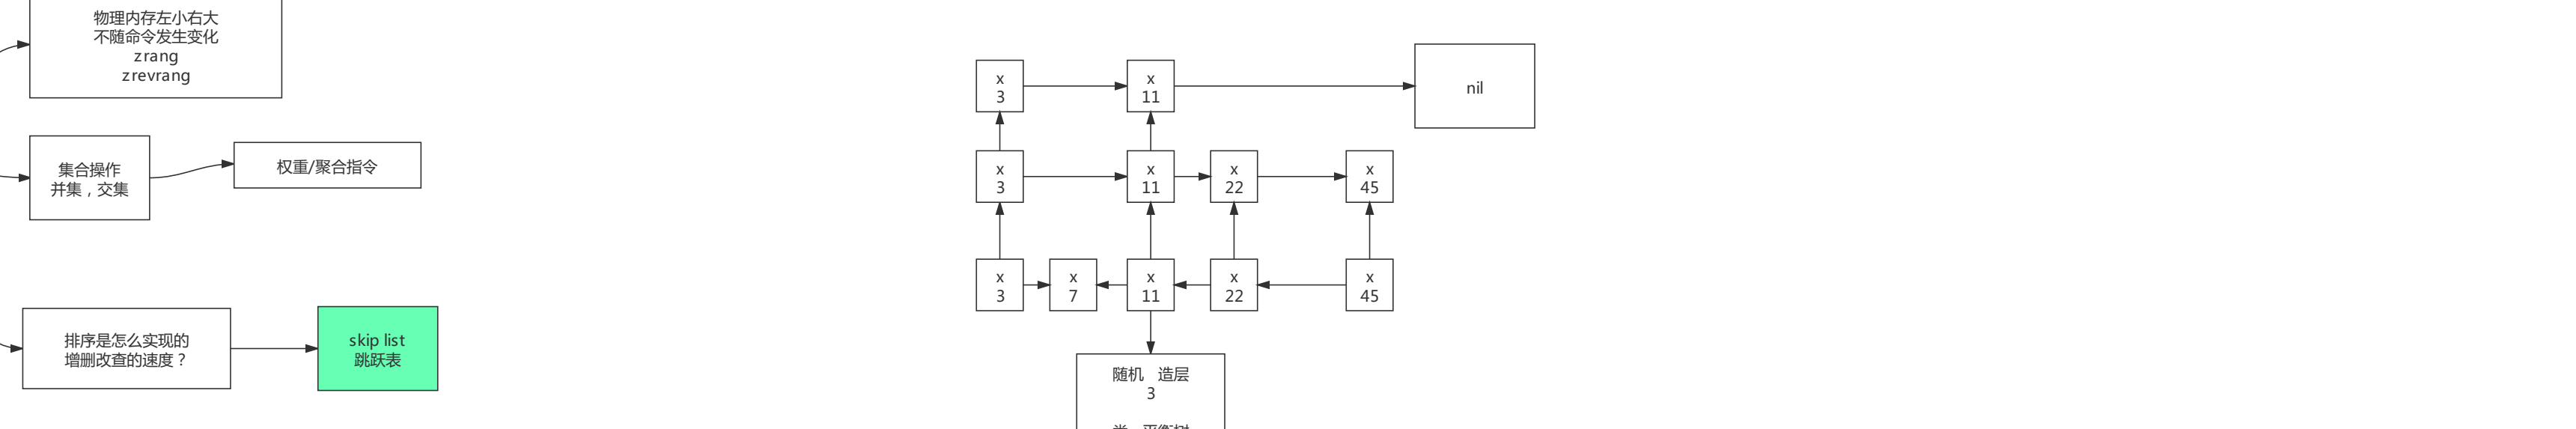 物理内存左小右大
不随命令发生变化
zrang
zrevrang
集合操作
并集，交集
权重/聚合指令
排序是怎么实现的
增删改查的速度？
skip list
跳跃表
x
3
x
11
nil
x
3
x
11
x
22
x
45
x
3
x
7
x
11
x
22
x
45
随机 造层
3